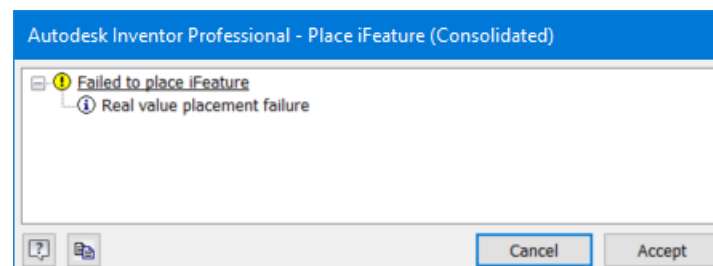 Autodesk Inventor Professional - Place iFeature (Consolidated)
Failed to place iFeature
Real value placement failure
Cancel Accept